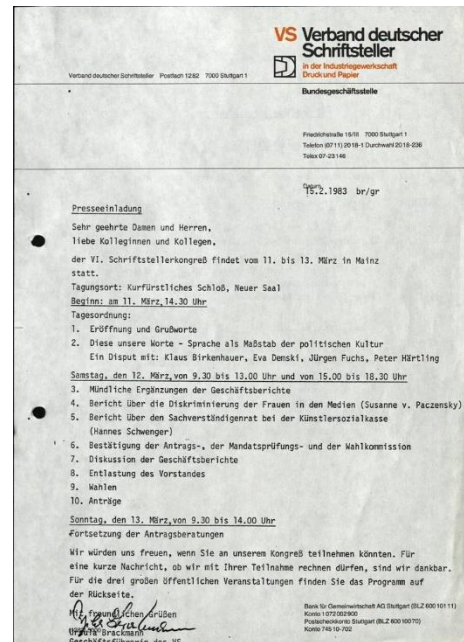 VS Verband deutscher
Schriftsteller
in der Industriegewerkschaft
Druck und Papier
Verband deutscher Schriftsteller Postfach 1282 7000 Stuttgart 1
Bundesgeschäftsstelle
Friedrichstraße 15/III 7000 Stuttgart 1
Telefon (0711) 2018-1 Durchwahl 2018-236
Telex 07-23146
Datum
15.2.1983 br/gr
Presseeinladung
Sehr geehrte Damen und Herren,
liebe Kolleginnen und Kollegen,
der VI. Schriftstellerkongreß findet vom 11. bis 13. März in Mainz
statt.
Tagungsort: Kurfürstliches Schloß, Neuer Saal
Beginn: am 11. März, 14.30 Uhr
Tagesordnung:
1. Eröffnung und Grußworte
2. Diese unsere Worte - Sprache als Maßstab der politischen Kultur
Ein Disput mit: Klaus Birkenhauer, Eva Demski, Jürgen Fuchs, Peter Härtling
Samstag, den 12. März, von 9.30 bis 13.00 Uhr und von 15.00 bis 18.30 Uhr
3. Mündliche Ergänzungen der Geschäftsberichte
4. Bericht über die Diskriminierung der Frauen in den Medien (Susanne v. Paczensky)
5. Bericht über den Sachverständigenrat bei der Künstlersozialkasse
(Hannes Schwenger)
6. Bestätigung der Antrags-, der Mandatsprüfungs- und der Wahlkommission
7. Diskussion der Geschäftsberichte
8. Entlastung des Vorstandes
9. Wahlen
10. Anträge
Sonntag, den 13. März, von 9.30 bis 14.00 Uhr
Fortsetzung der Antragsberatungen
Wir würden uns freuen, wenn Sie an unserem Kongreß teilnehmen könnten. Für
eine kurze Nachricht, ob wir mit Ihrer Teilnahme rechnen dürfen, sind wir dankbar.
Für die drei großen öffentlichen Veranstaltungen finden Sie das Programm auf
der Rückseite.
Mit freundlichen Grüßen
Ursula Brackmann
Geschäftsführerin des VS
Bank für Gemeinwirtschaft AG Stuttgart (BLZ 600 101 11)
Konto 1072002900
Postscheckkonto Stuttgart (BLZ 600 100 70)
Konto 745 10-702